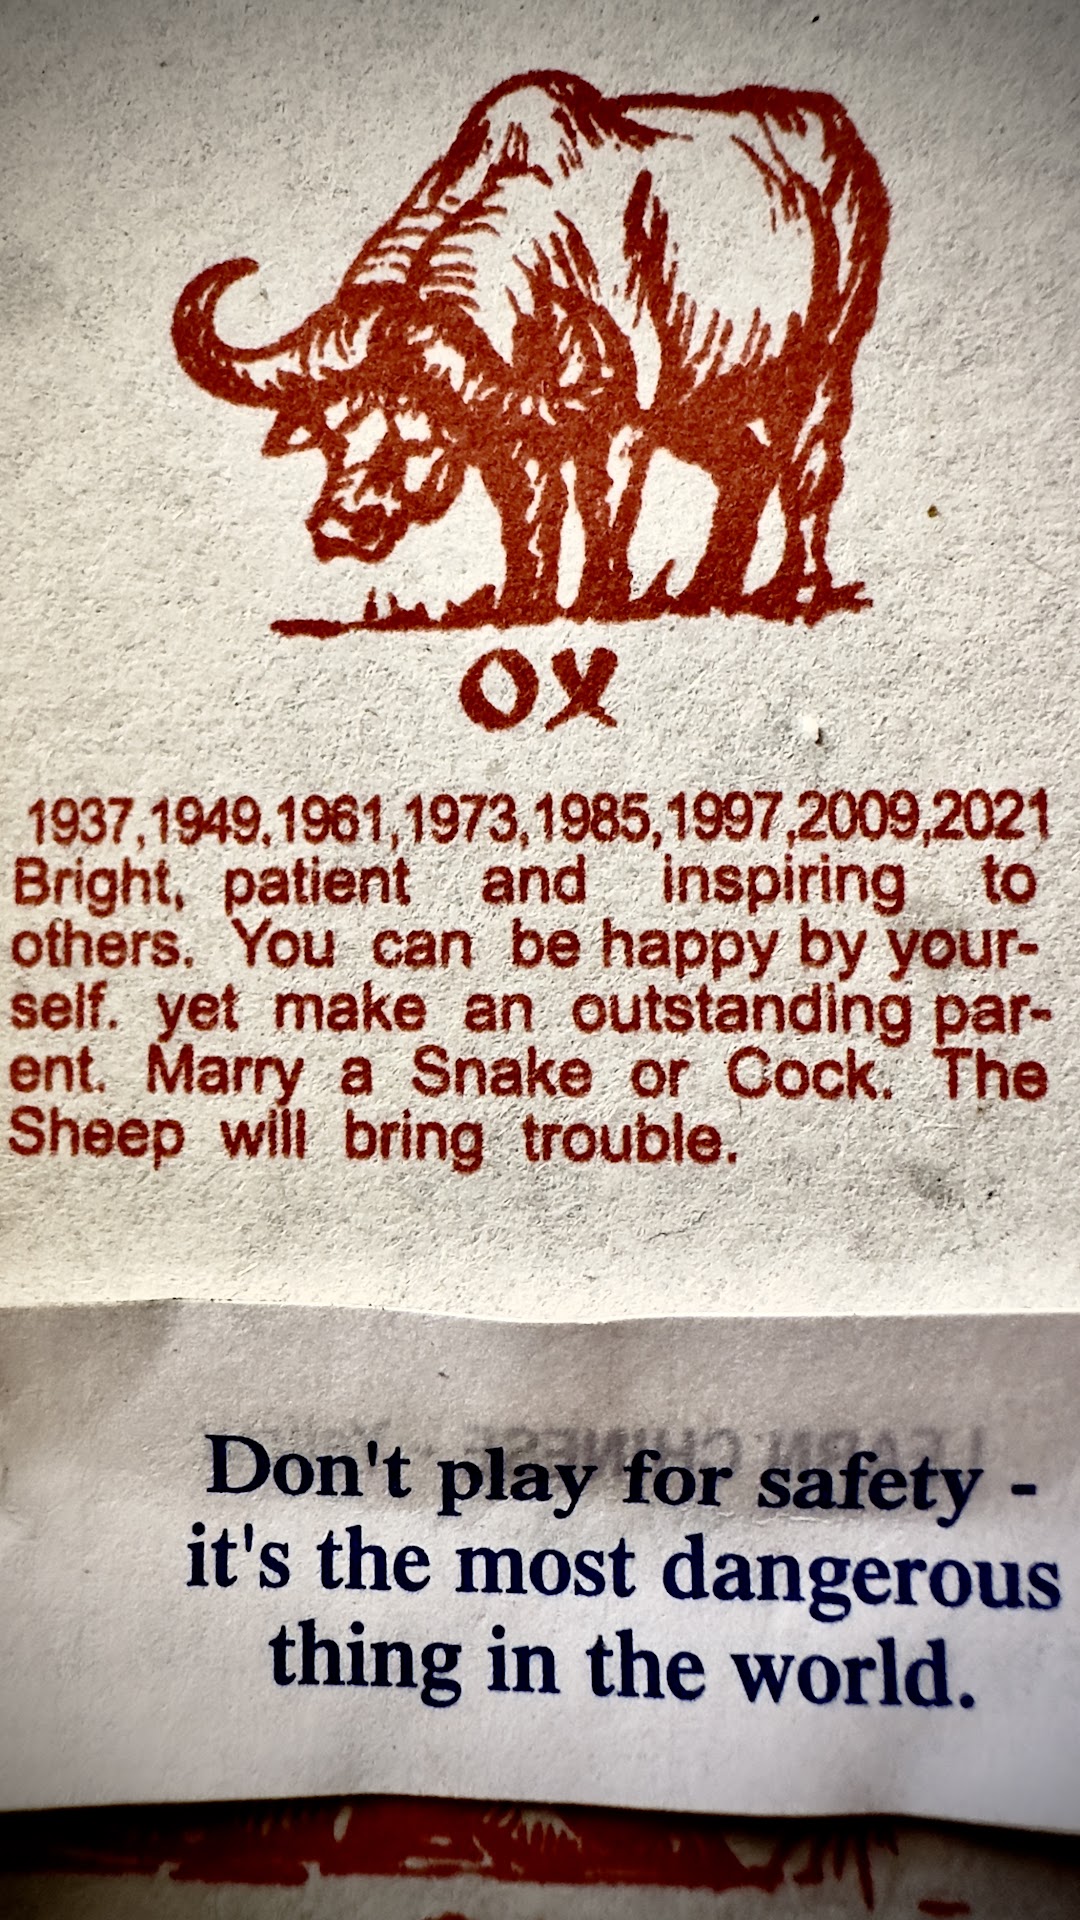 OX
1937,1949,1961,1973,1985,1997,2009,2021
Bright, patient and inspiring to
others. You can be happy by your-
self. yet make an outstanding par-
ent. Marry a Snake or Cock. The
Sheep will bring trouble.
LEARN CHINESE
Don't play for safety -
it's the most dangerous
thing in the world.